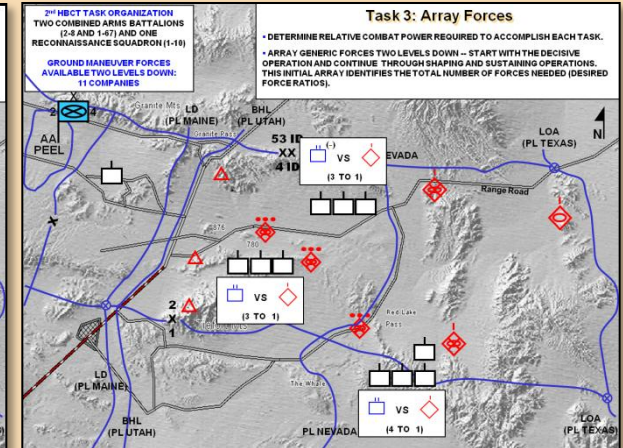 2nd HBCT TASK ORGANIZATION
TWO COMBINED ARMS BATTALIONS
(2-8 AND 1-67) AND ONE
RECONNAISSANCE SQUADRON (1-10)
GROUND MANEUVER FORCES
AVAILABLE TWO LEVELS DOWN:
11 COMPANIES
Task 3: Array Forces
• DETERMINE RELATIVE COMBAT POWER REQUIRED TO ACCOMPLISH EACH TASK.
• ARRAY GENERIC FORCES TWO LEVELS DOWN -- START WITH THE DECISIVE
OPERATION AND CONTINUE THROUGH SHAPING AND SUSTAINING OPERATIONS.
THIS INITIAL ARRAY IDENTIFIES THE TOTAL NUMBER OF FORCES NEEDED (DESIRED
FORCE RATIOS).
X
2 4
AA
PEEL
Granite Mts
LD
(PL MAINE)
BHL
(PL UTAH)
Granite Pass
53 ID
XX
4 ID
(-)
VS
(3 TO 1)
EVADA
LOA
(PL TEXAS)
N
Range Road
876
780
X
VS
(3 TO 1)
2
X
1
Red Lake
Pass
The Whale
LD
(PL MAINE)
BHL
(PL UTAH)
PL NEVADA
VS
(4 TO 1)
LOA
(PL TEXAS)